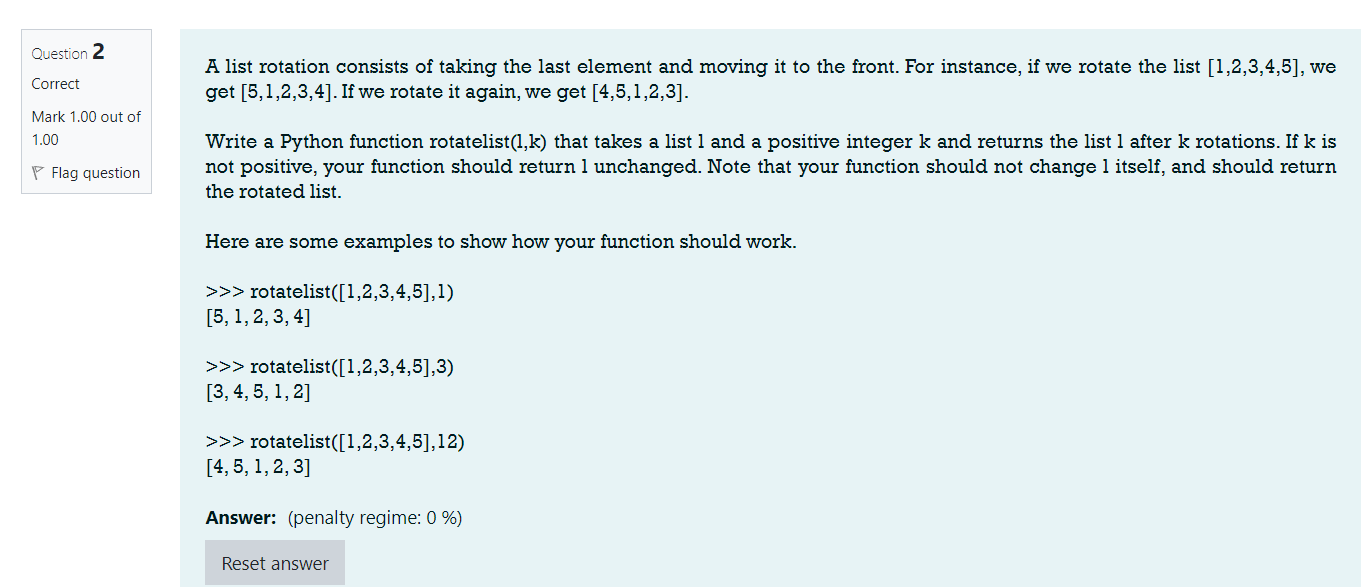 Question 2
Correct
Mark 1.00 out of
1.00
Flag question
A list rotation consists of taking the last element and moving it to the front. For instance, if we rotate the list [1,2,3,4,5], we
get [5,1,2,3,4]. If we rotate it again, we get [4,5,1,2,3].
Write a Python function rotatelist(l,k) that takes a list l and a positive integer k and returns the list l after k rotations. If k is
not positive, your function should return l unchanged. Note that your function should not change l itself, and should return
the rotated list.
Here are some examples to show how your function should work.
>>> rotatelist([1,2,3,4,5],1)
[5, 1, 2, 3, 4]
>>> rotatelist([1,2,3,4,5],3)
[3, 4, 5, 1, 2]
>>> rotatelist([1,2,3,4,5],12)
[4, 5, 1, 2, 3]
Answer: (penalty regime: 0 %)
Reset answer